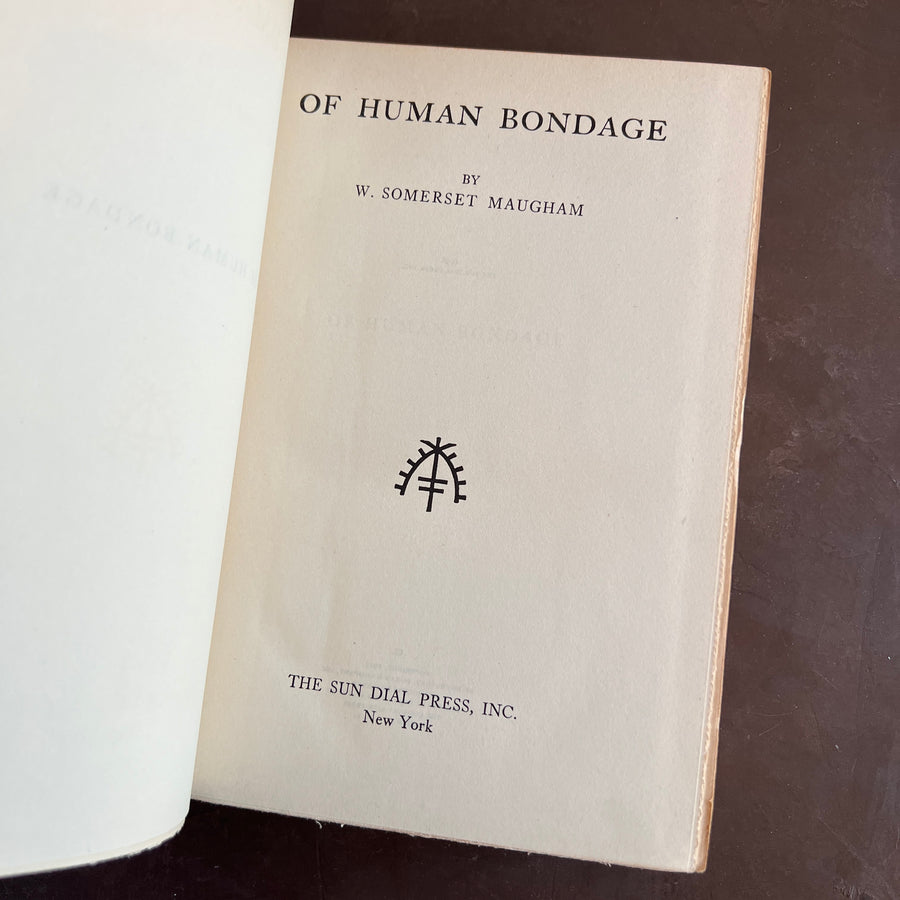 OF HUMAN BONDAGE
BY
W. SOMERSET MAUGHAM
THE SUN DIAL PRESS, INC.
New York